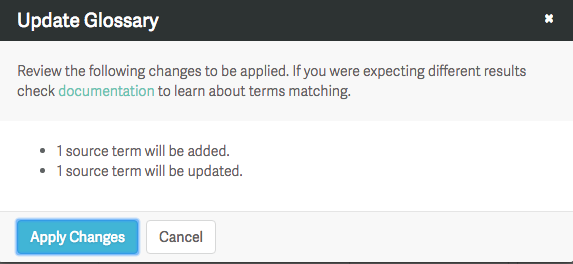 Update Glossary
Review the following changes to be applied. If you were expecting different results
check documentation to learn about terms matching.
1 source term will be added.
1 source term will be updated.
Apply Changes
Cancel